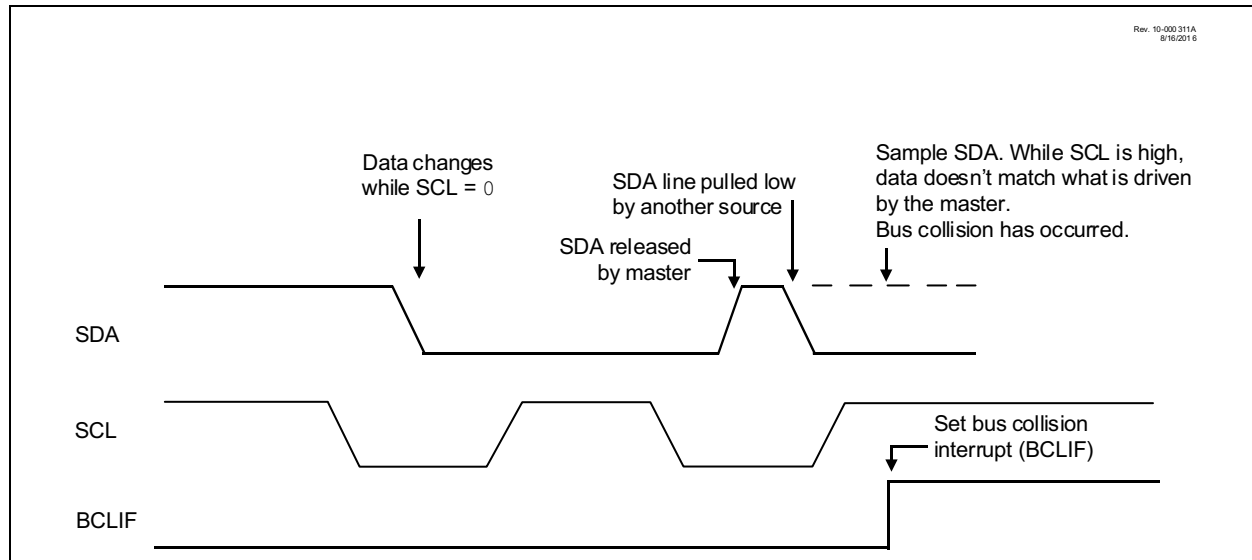 Rev. 10-000 311A
8/16/201 6
Data changes
while SCL = 0
SDA line pulled low
by another source
SDA released
by master
Sample SDA. While SCL is high,
data doesn't match what is driven
by the master.
Bus collision has occurred.
SDA
SCL
Set bus collision
interrupt (BCLIF)
BCLIF